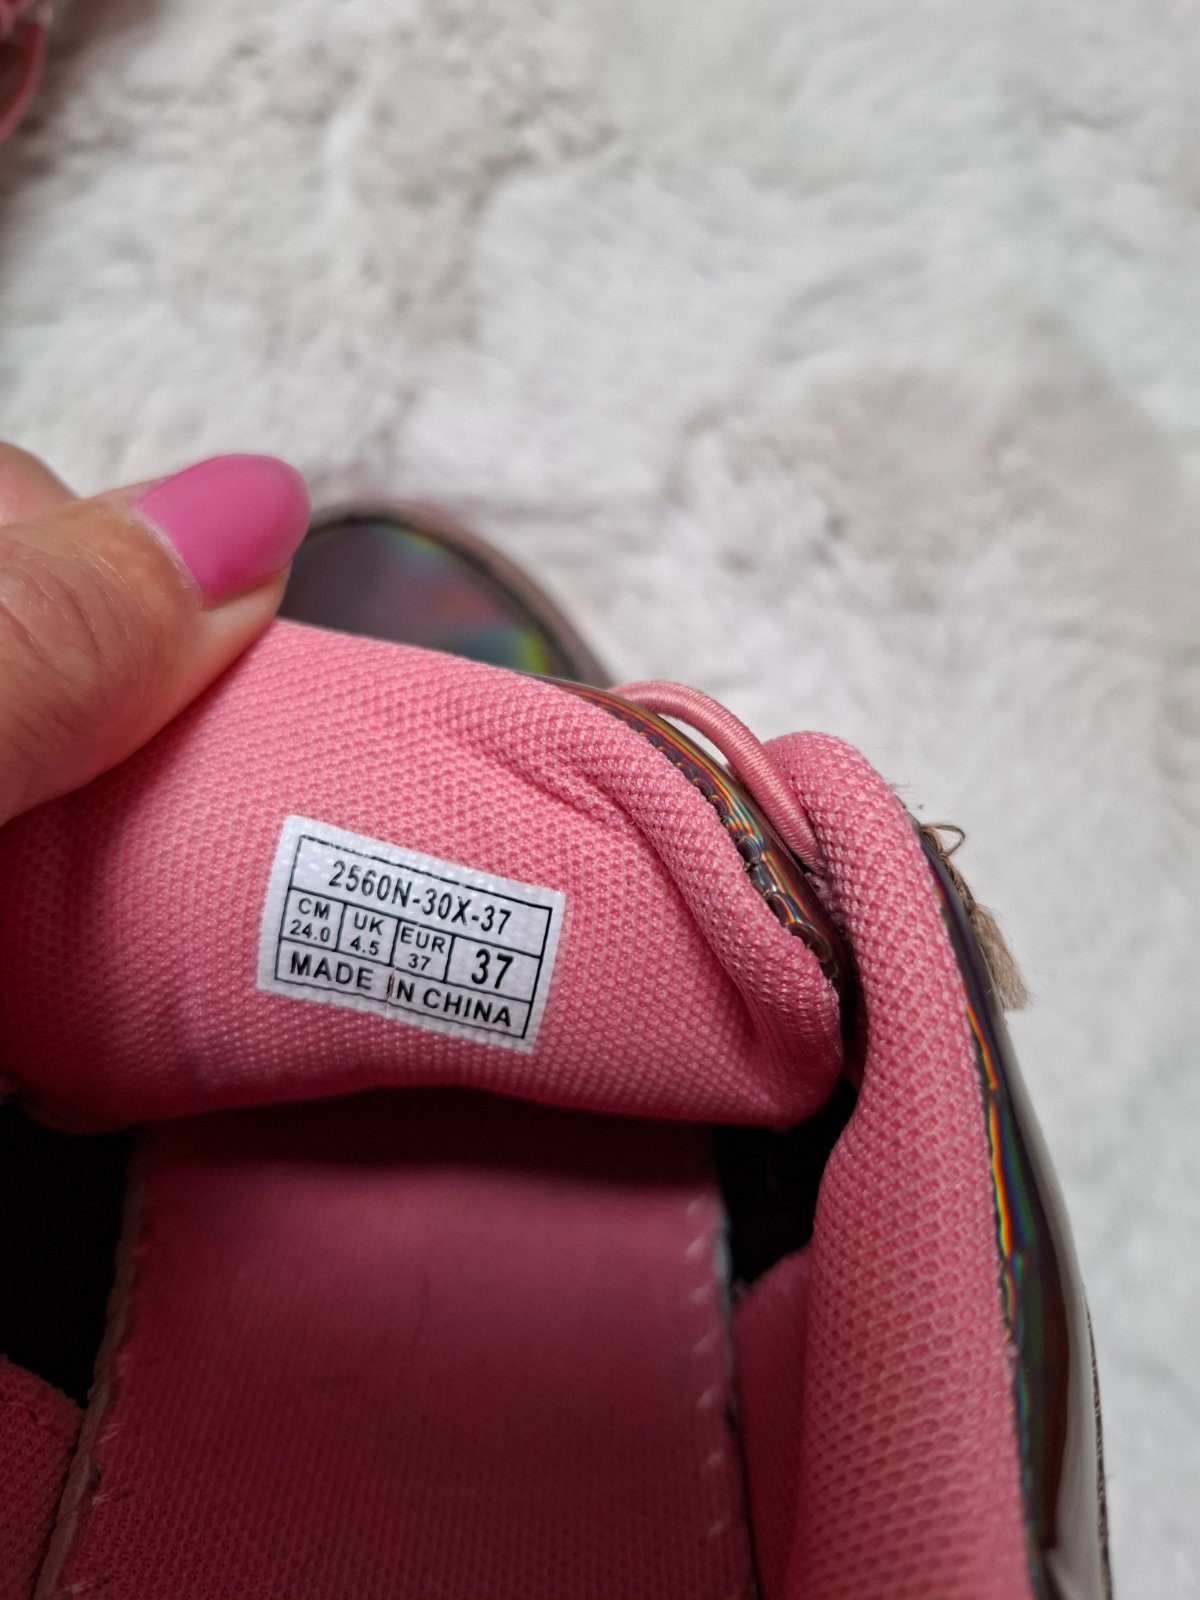 2560N-30X-37
CM UK EUR
24.0 4.5 37 37
MADE IN CHINA